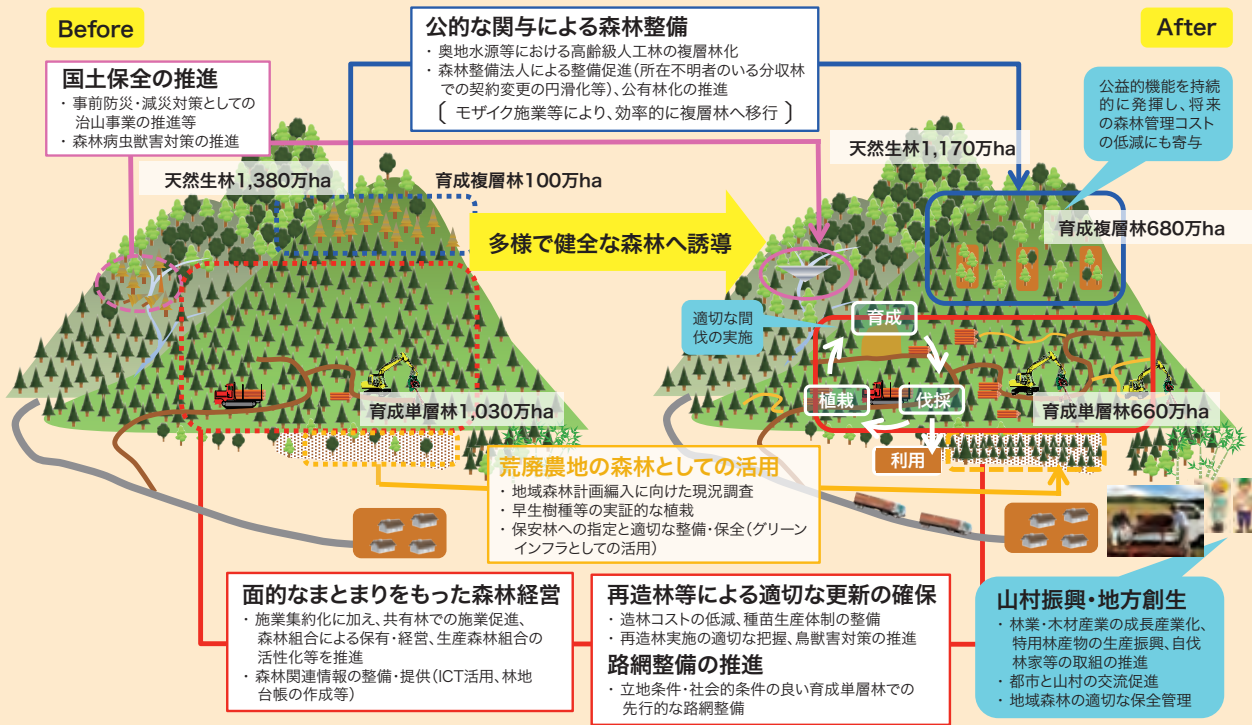 Before
After
公的な関与による森林整備
・ 奥地水源等における高齢級人工林の複層林化
・ 森林整備法人による整備促進（所在不明者のいる分収林
での契約変更の円滑化等）、公有林化の推進
〔 モザイク施業等により、効率的に複層林へ移行 〕
国土保全の推進
・ 事前防災・減災対策としての
治山事業の推進等
・ 森林病虫獣害対策の推進
公益的機能を持続
的に発揮し、将来
の森林管理コスト
の低減にも寄与
天然生林1,380万ha
育成複層林100万ha
天然生林1,170万ha
育成複層林680万ha
多様で健全な森林へ誘導
適切な間
伐の実施
育成
植栽
伐採
利用
育成単層林1,030万ha
育成単層林660万ha
荒廃農地の森林としての活用
・ 地域森林計画編入に向けた現況調査
・ 早生樹種等の実証的な植栽
・ 保安林への指定と適切な整備・保全（グリーン
インフラとしての活用）
面的なまとまりをもった森林経営
・ 施業集約化に加え、共有林での施業促進、
森林組合による保有・経営、生産森林組合の
活性化等を推進
・ 森林関連情報の整備・提供（ICT活用、林地
台帳の作成等）
再造林等による適切な更新の確保
・ 造林コストの低減、種苗生産体制の整備
・ 再造林実施の適切な把握、鳥獣害対策の推進
路網整備の推進
・ 立地条件・社会的条件の良い育成単層林での
先行的な路網整備
山村振興・地方創生
・ 林業・木材産業の成長産業化、
特用林産物の生産振興、自伐
林家等の取組の推進
・ 都市と山村の交流促進
・ 地域森林の適切な保全管理